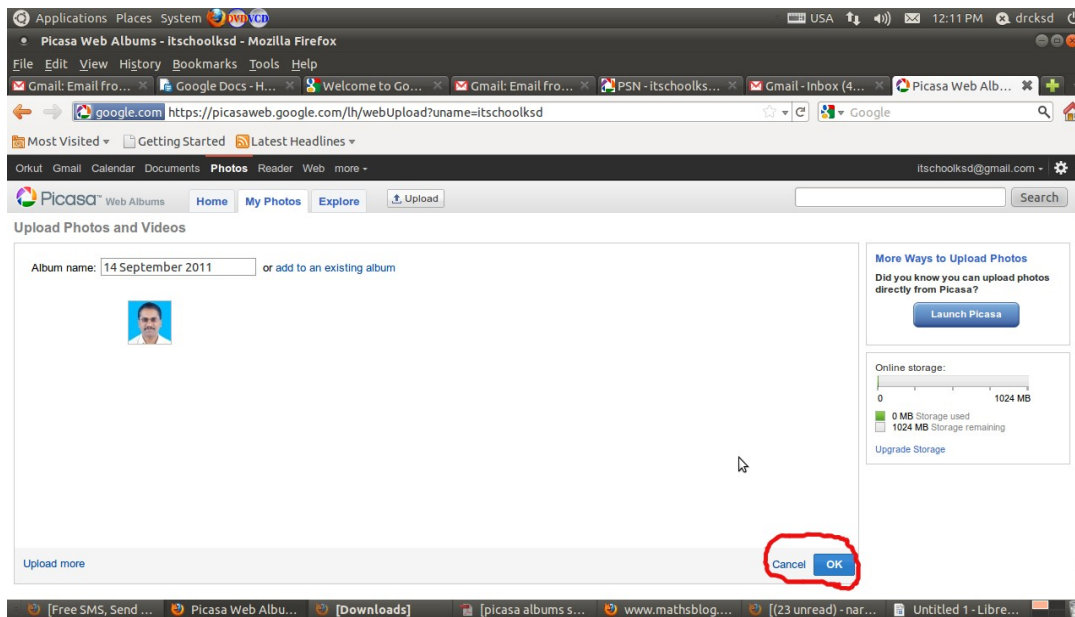 Applications Places System DVD VCD USA 12:11 PM drcksd
Picasa Web Albums - itschoolksd - Mozilla Firefox
File Edit View History Bookmarks Tools Help
Gmail: Email fro... Google Docs - H... Welcome to Go... Gmail: Email fro... PSN - itschoolks... Gmail - Inbox (4... Picasa Web Alb...
google.com https://picasaweb.google.com/lh/webUpload?uname=itschoolksd Google
Most Visited Getting Started Latest Headlines
Orkut Gmail Calendar Documents Photos Reader Web more itschoolksd@gmail.com
Picasa™ Web Albums Home My Photos Explore Upload Search
Upload Photos and Videos
Album name: 14 September 2011 or add to an existing album
Upload more
Cancel OK
More Ways to Upload Photos
Did you know you can upload photos
directly from Picasa?
Launch Picasa
Online storage:
0 1024 MB
0 MB Storage used
1024 MB Storage remaining
Upgrade Storage
[Free SMS, Send ... Picasa Web Albu... [Downloads] [picasa albums s... www.mathsblog.... [(23 unread) - nar... Untitled 1 - Libre...